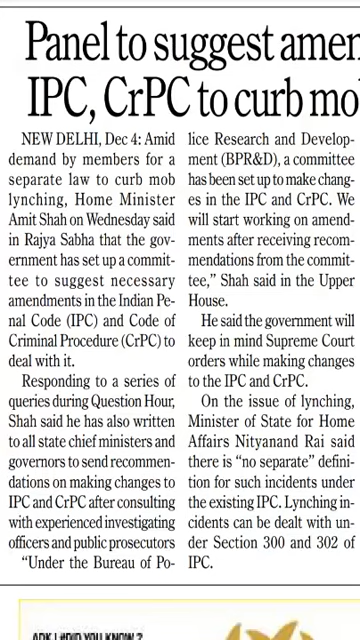 Panel to suggest
IPC, CrPC to curb
NEW DELHI, Dec 4: Amid
demand by members for a
separate law to curb mob
lynching, Home Minister
Amit Shah on Wednesday said
in Rajya Sabha that the gov-
ernment has set up a commit-
tee to suggest necessary
amendments in the Indian Pe-
nal Code (IPC) and Code of
Criminal Procedure (CrPC) to
deal with it.
Responding to a series of
queries during Question Hour,
Shah said he has also written
to all state chief ministers and
governors to send recommen-
dations on making changes to
IPC and CrPC after consulting
with experienced investigating
officers and public prosecutors
“Under the Bureau of Po-
lice Research and Develop-
ment (BPR&D), a committee
has been set up to make chang-
es in the IPC and CrPC. We
will start working on amend-
ments after receiving recom-
mendations from the commit-
tee,” Shah said in the Upper
House.
He said the government will
keep in mind Supreme Court
orders while making changes
to the IPC and CrPC.
On the issue of lynching,
Minister of State for Home
Affairs Nityanand Rai said
there is “no separate” defini-
tion for such incidents under
the existing IPC. Lynching in-
cidents can be dealt with un-
der Section 300 and 302 of
IPC.